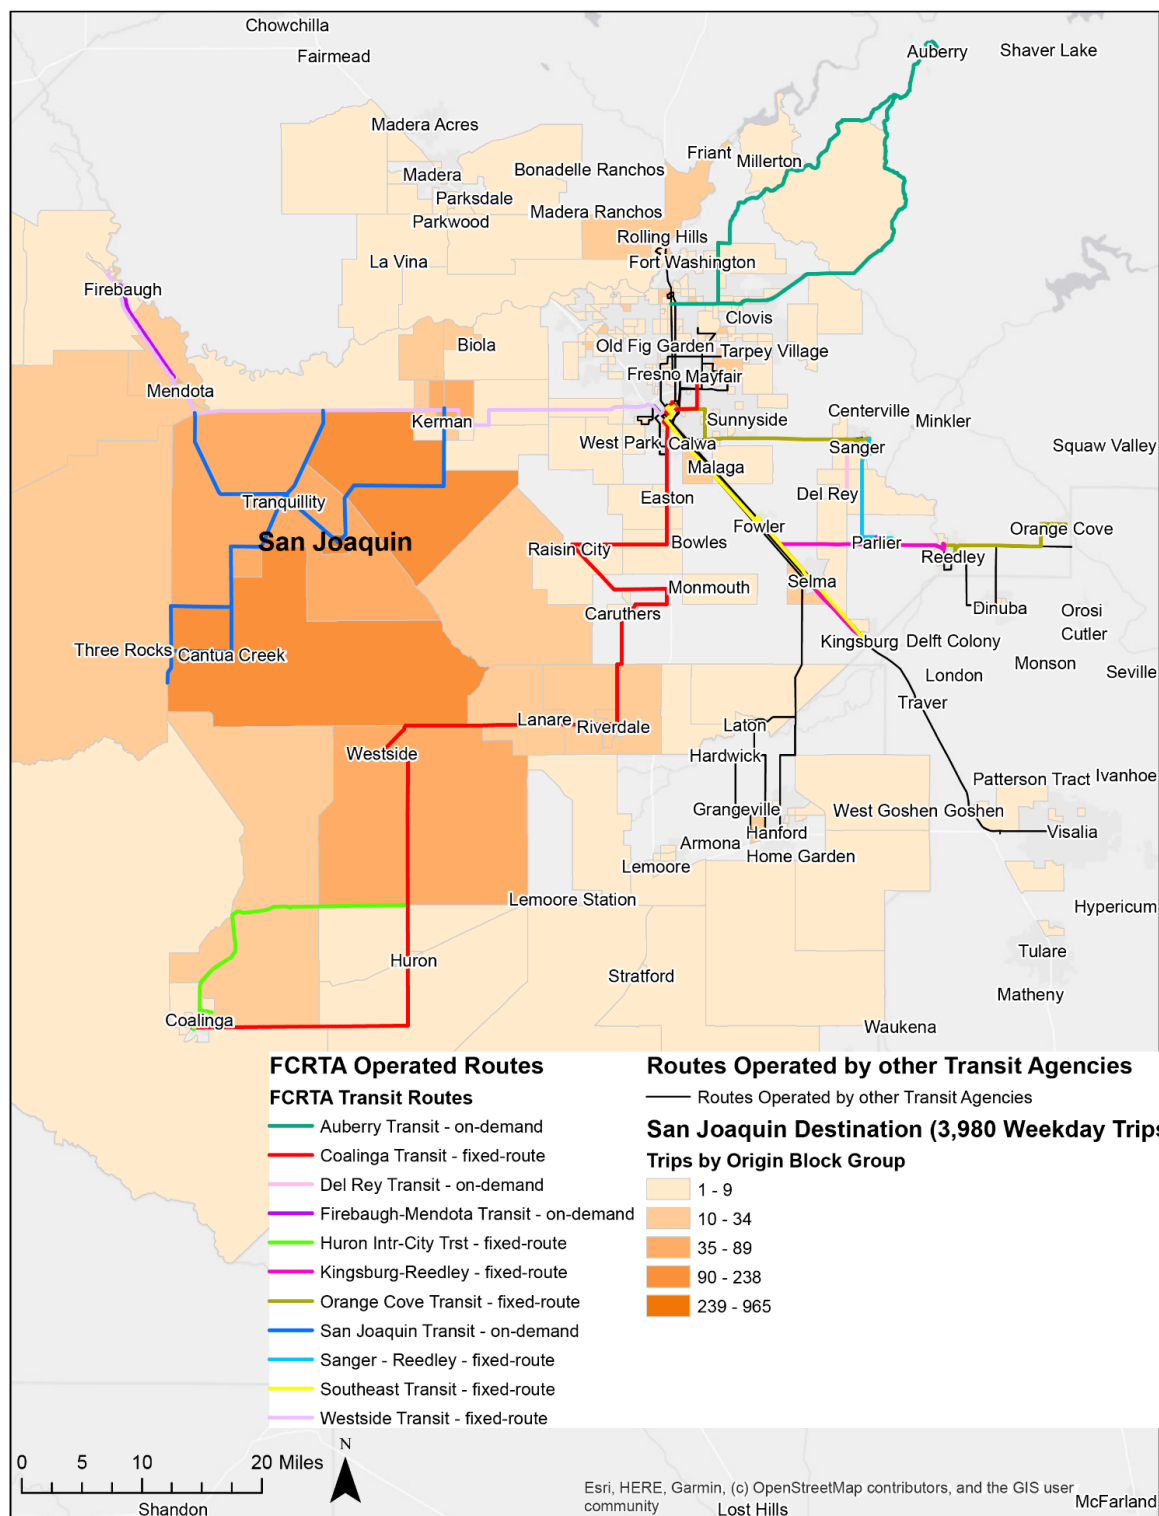 Chowchilla
Fairmead
Auberry
Shaver Lake
Madera Acres
Friant
Millerton
Madera
Bonadelle Ranchos
Parksdale
Parkwood
Madera Ranchos
Rolling Hills
La Vina
Fort Washington
Firebaugh
Clovis
Biola
Old Fig Garden
Tarpey Village
Fresno
Mayfair
Mendota
Kerman
Sunnyside
Centerville
Minkler
West Park
Calwa
Sanger
Squaw Valley
Malaga
Tranquillity
Easton
Del Rey
Fowler
Orange Cove
San Joaquin
Raisin City
Bowles
Parlier
Reedley
Selma
Monmouth
Caruthers
Dinuba
Orosi
Cutler
Three Rocks
Cantua Creek
Kingsburg
Delft Colony
Monson
London
Seville
Traver
Lanare
Riverdale
Laton
Westside
Hardwick
Patterson Tract
Ivanhoe
Grangeville
West Goshen
Goshen
Hanford
Visalia
Armona
Home Garden
Lemoore
Lemoore Station
Hypericum
Huron
Stratford
Tulare
Matheny
Coalinga
Waukena
FCRTA Operated Routes
FCRTA Transit Routes
Auberry Transit - on-demand
Coalinga Transit - fixed-route
Del Rey Transit - on-demand
Firebaugh-Mendota Transit - on-demand
Huron Intr-City Trst - fixed-route
Kingsburg-Reedley - fixed-route
Orange Cove Transit - fixed-route
San Joaquin Transit - on-demand
Sanger - Reedley - fixed-route
Southeast Transit - fixed-route
Westside Transit - fixed-route
Routes Operated by other Transit Agencies
Routes Operated by other Transit Agencies
San Joaquin Destination (3,980 Weekday Trips
Trips by Origin Block Group
1 - 9
10 - 34
35 - 89
90 - 238
239 - 965
0 5 10 20 Miles
N
Shandon
Esri, HERE, Garmin, (c) OpenStreetMap contributors, and the GIS user
community
Lost Hills
McFarland